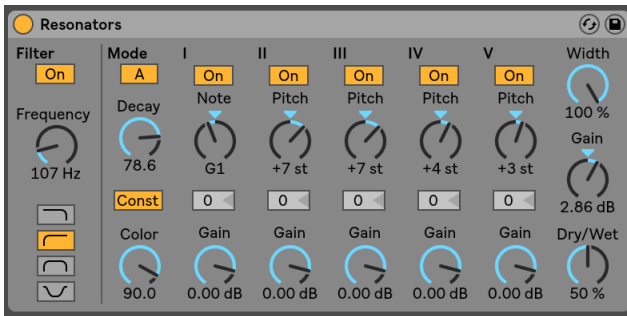 Resonators
Filter Mode I II III IV V Width
On A On On On On On
Decay Note Pitch Pitch Pitch Pitch 100 %
Frequency Gain
107 Hz 78.6 G1 +7 st +7 st +4 st +3 st
Const 0 0 0 0 0 2.86 dB
Color Gain Gain Gain Gain Gain Dry/Wet
90.0 0.00 dB 0.00 dB 0.00 dB 0.00 dB 0.00 dB 50 %